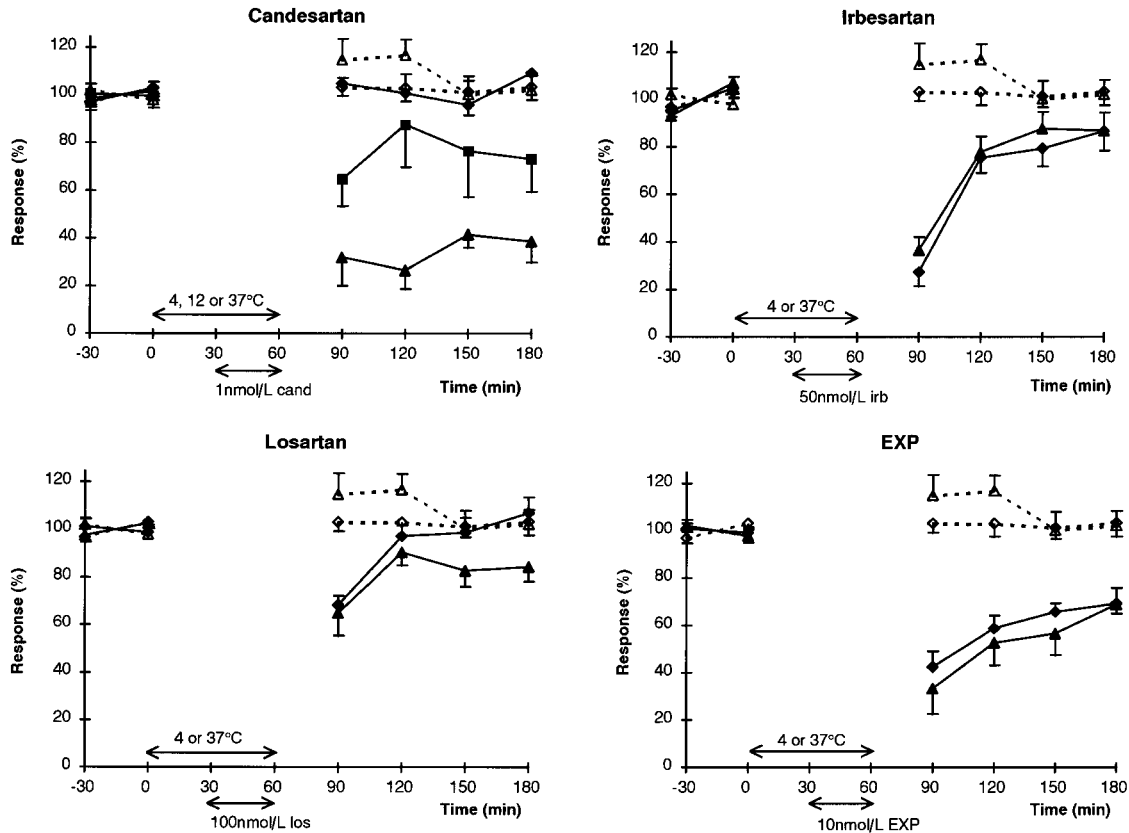 Candesartan
Response (%)
120
100
80
60
40
20
0
4, 12 or 37°C
-30 0 30 60 90 120 150 180
1nmol/L cand
Time (min)
Irbesartan
Response (%)
120
100
80
60
40
20
0
4 or 37°C
-30 0 30 60 90 120 150 180
50nmol/L irb
Time (min)
Losartan
Response (%)
120
100
80
60
40
20
0
4 or 37°C
-30 0 30 60 90 120 150 180
100nmol/L los
Time (min)
EXP
Response (%)
120
100
80
60
40
20
0
4 or 37°C
-30 0 30 60 90 120 150 180
10nmol/L EXP
Time (min)